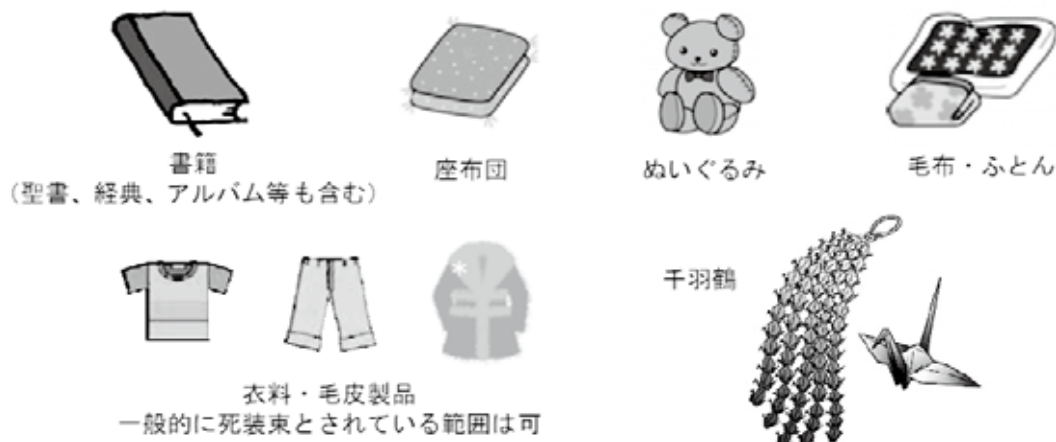 書籍
（聖書、経典、アルバム等も含む）
座布団
ぬいぐるみ
毛布・ふとん
衣料・毛皮製品
一般的に死装束とされている範囲は可
千羽鶴